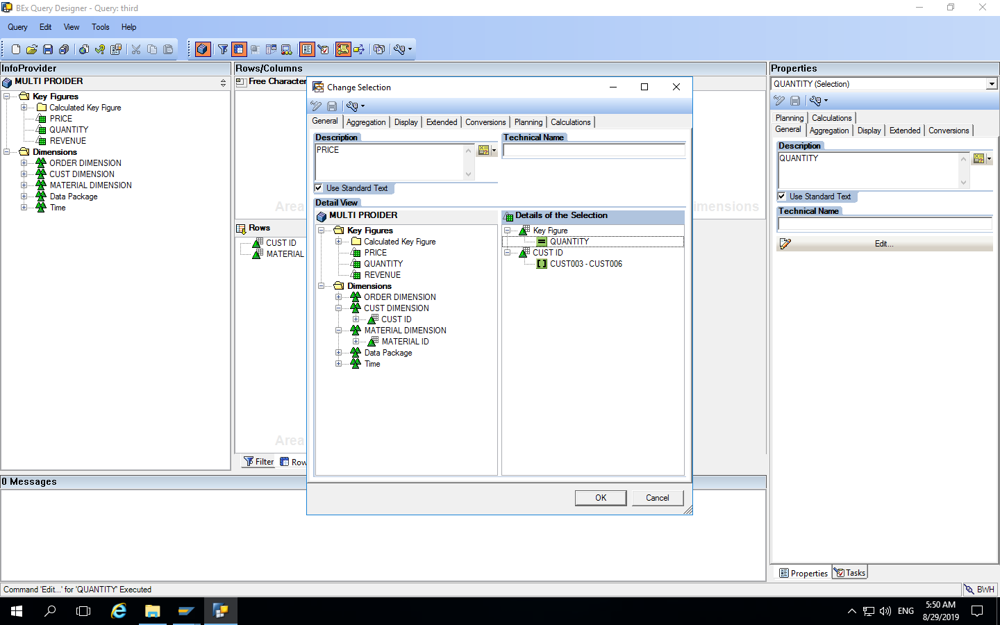 BEx Query Designer - Query: third
Query Edit View Tools Help
InfoProvider
MULTI PROIDER
Key Figures
Calculated Key Figure
PRICE
QUANTITY
REVENUE
Dimensions
ORDER DIMENSION
CUST DIMENSION
MATERIAL DIMENSION
Data Package
Time
Rows/Columns
Free Character
Area
imensions
Rows
CUST ID
MATERIAL
Area
Filter
Row
0 Messages
Change Selection
General Aggregation Display Extended Conversions Planning Calculations
Description
PRICE
Use Standard Text
Technical Name
Detail View
MULTI PROIDER
Key Figures
Calculated Key Figure
PRICE
QUANTITY
REVENUE
Dimensions
ORDER DIMENSION
CUST DIMENSION
CUST ID
MATERIAL DIMENSION
MATERIAL ID
Data Package
Time
Details of the Selection
Key Figure
QUANTITY
CUST ID
CUST003 - CUST006
OK Cancel
Properties
QUANTITY (Selection)
Planning Calculations
General Aggregation Display Extended Conversions
Description
QUANTITY
Use Standard Text
Technical Name
Edit...
Properties Tasks
Command 'Edit...' for 'QUANTITY' Executed
BWH
ENG
5:50 AM
8/29/2019